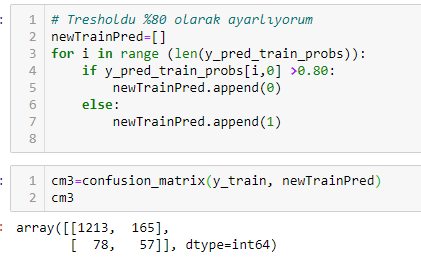 1 # Tresholdu %80 olarak ayarlıyorum
2 newTrainPred=[]
3 for i in range (len(y_pred_train_probs)):
4     if y_pred_train_probs[i,0] >0.80:
5         newTrainPred.append(0)
6     else:
7         newTrainPred.append(1)
8
1 cm3=confusion_matrix(y_train, newTrainPred)
2 cm3
array([[1213,  165],
       [  78,   57]], dtype=int64)